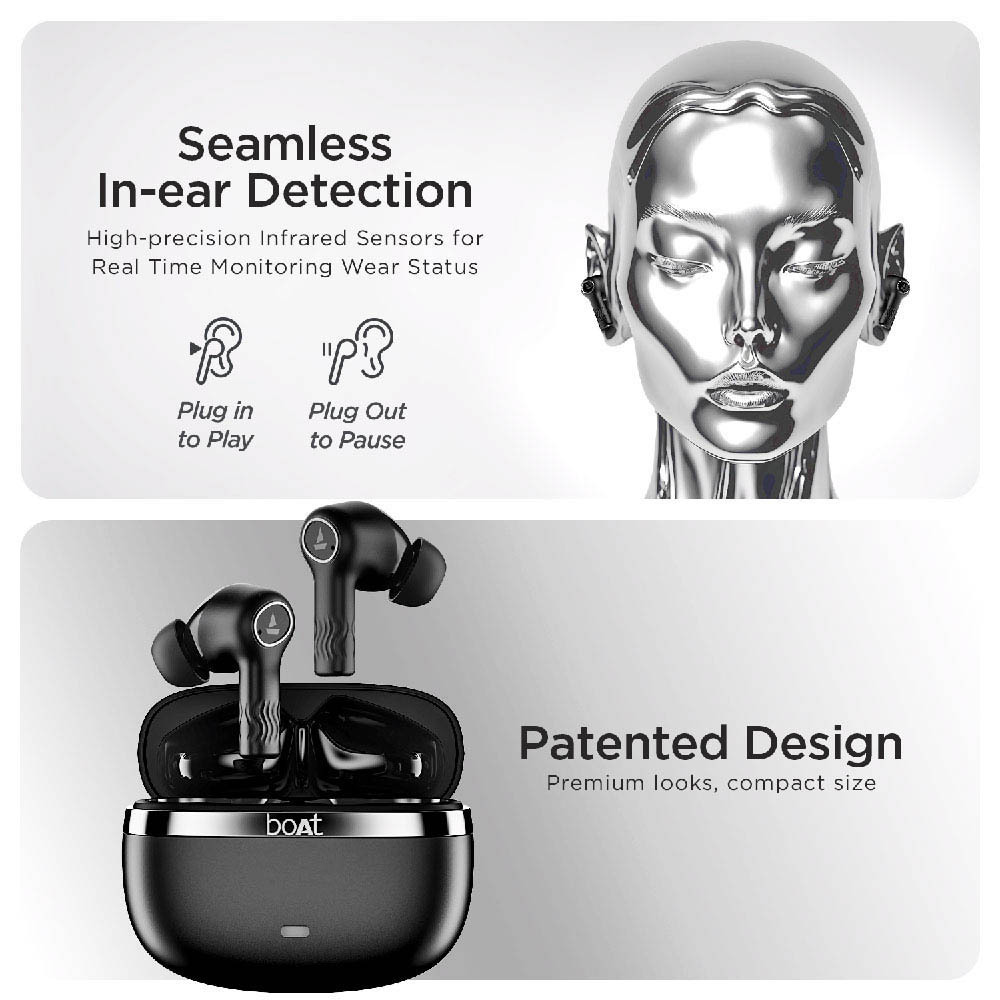 Seamless
In-ear Detection
High-precision Infrared Sensors for
Real Time Monitoring Wear Status
Plug in
to Play
Plug Out
to Pause
boAt
Patented Design
Premium looks, compact size